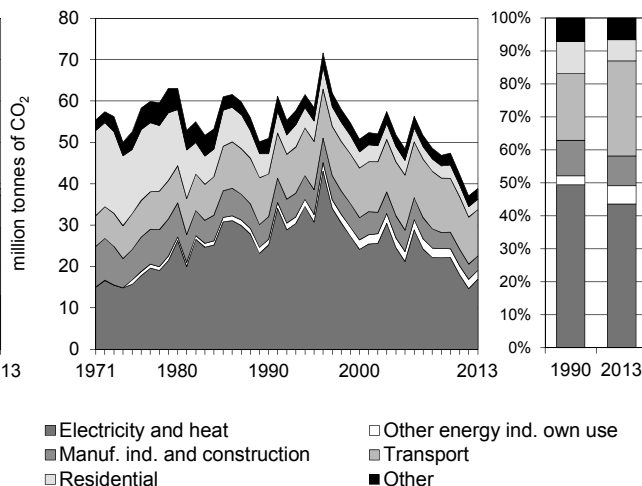 million tonnes of CO2
80
70
60
50
40
30
20
10
0
1971 1980 1990 2000 2013
100%
90%
80%
70%
60%
50%
40%
30%
20%
10%
0%
1990 2013
13
Electricity and heat
Other energy ind. own use
Manuf. ind. and construction
Transport
Residential
Other